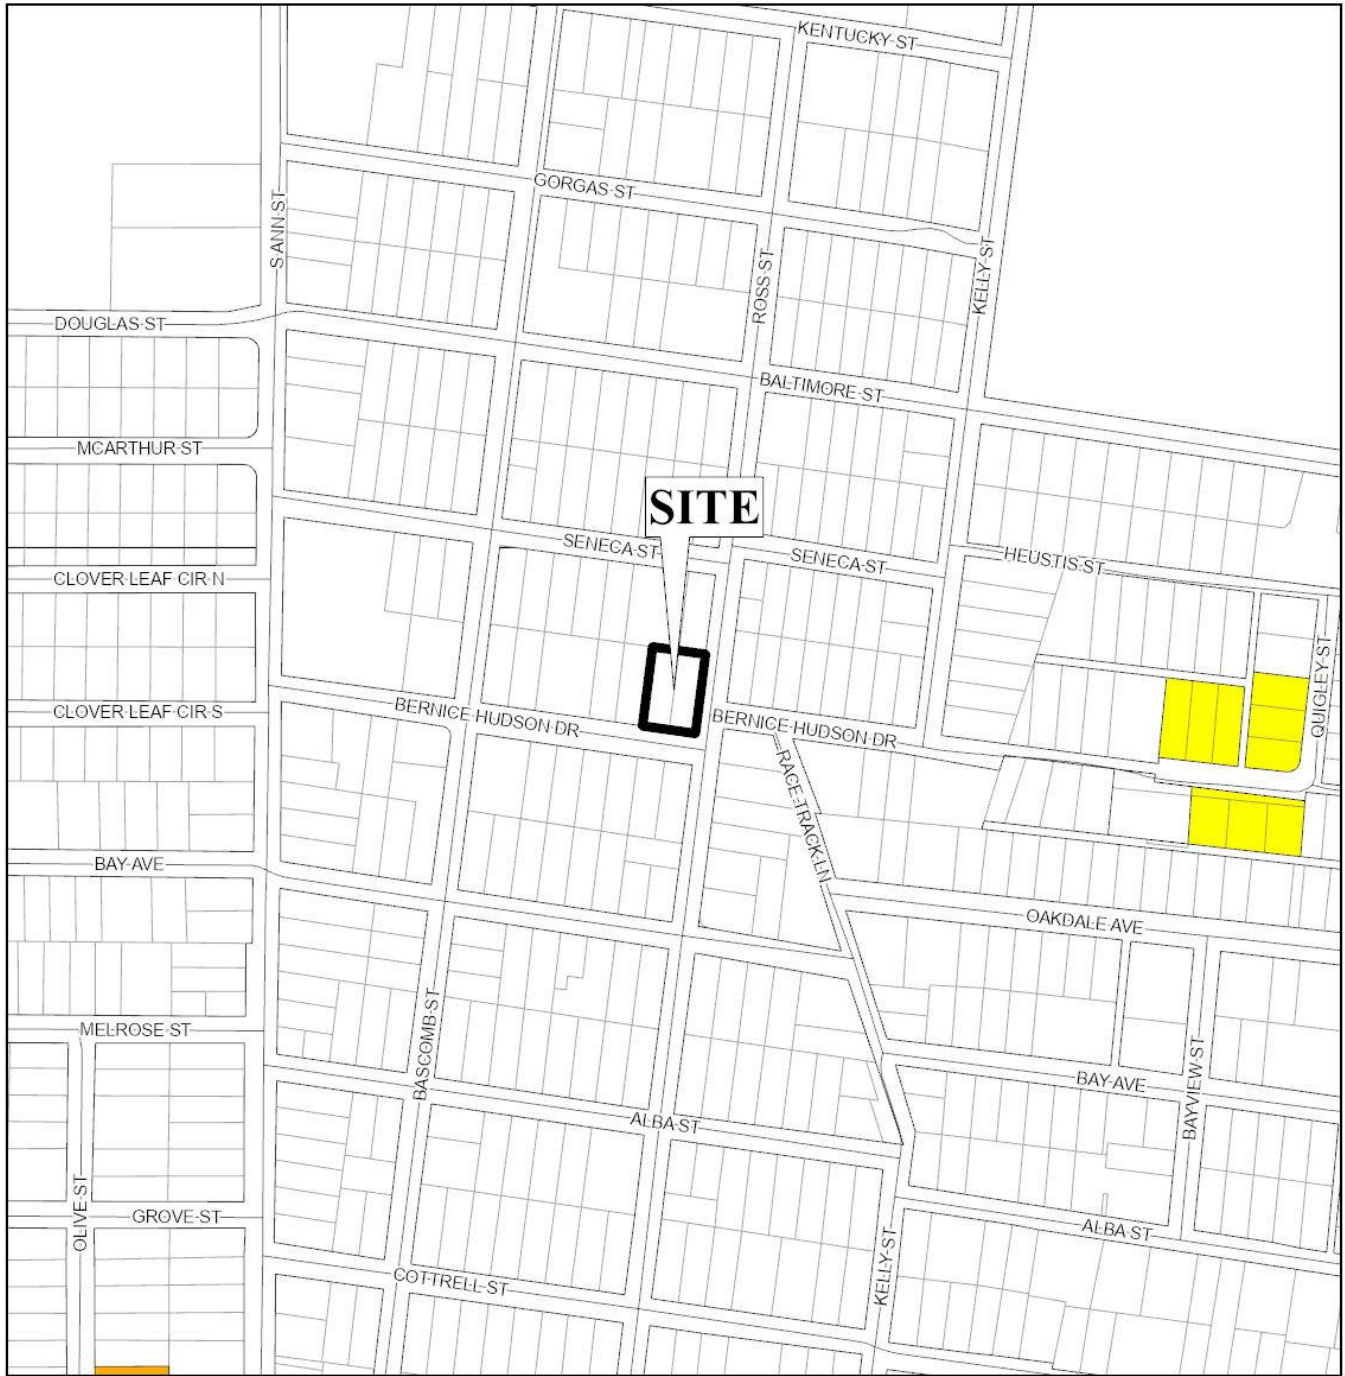 KENTUCKY ST
GORGAS ST
S ANN ST
ROSS ST
KELLY ST
DOUGLAS ST
BALTIMORE ST
MCARTHUR ST
SITE
SENECA ST
SENECA ST
HEUSTIS ST
CLOVER LEAF CIR N
QUIGLEY ST
CLOVER LEAF CIR S
BERNICE HUDSON DR
BERNICE HUDSON DR
RACE TRACK LN
BAY AVE
OAKDALE AVE
MELROSE ST
BASCOMB ST
BAY AVE
BAYVIEW ST
ALBA ST
OLIVE ST
GROVE ST
ALBA ST
KELLY ST
COTTRELL ST